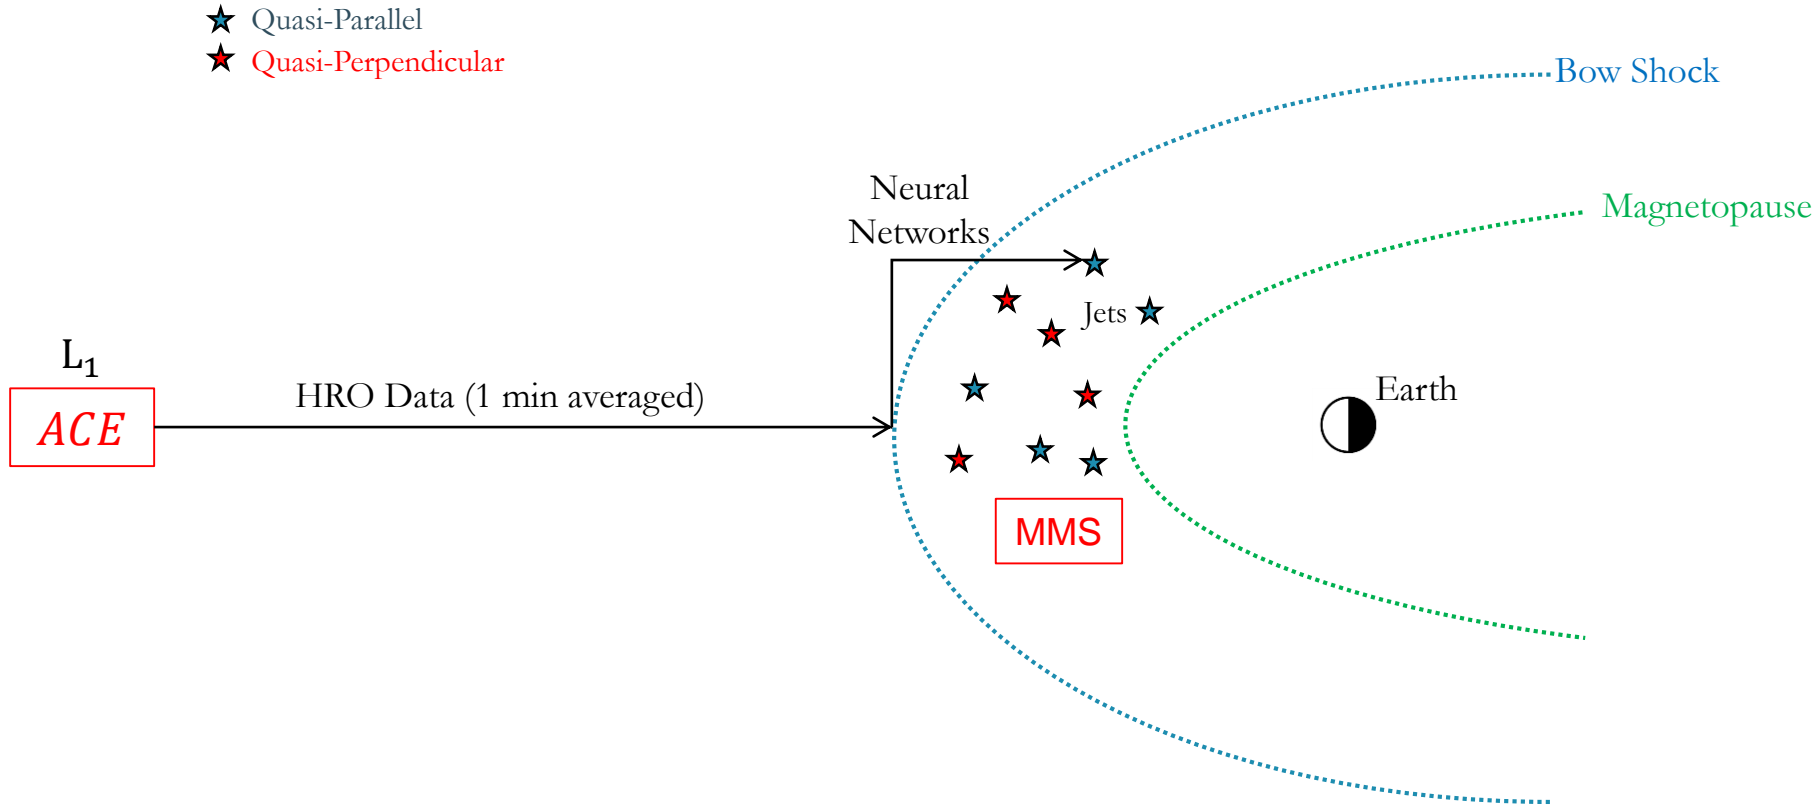 Quasi-Parallel
Quasi-Perpendicular
Bow Shock
Neural
Networks
Magnetopause
Jets
L₁
ACE
HRO Data (1 min averaged)
Earth
MMS